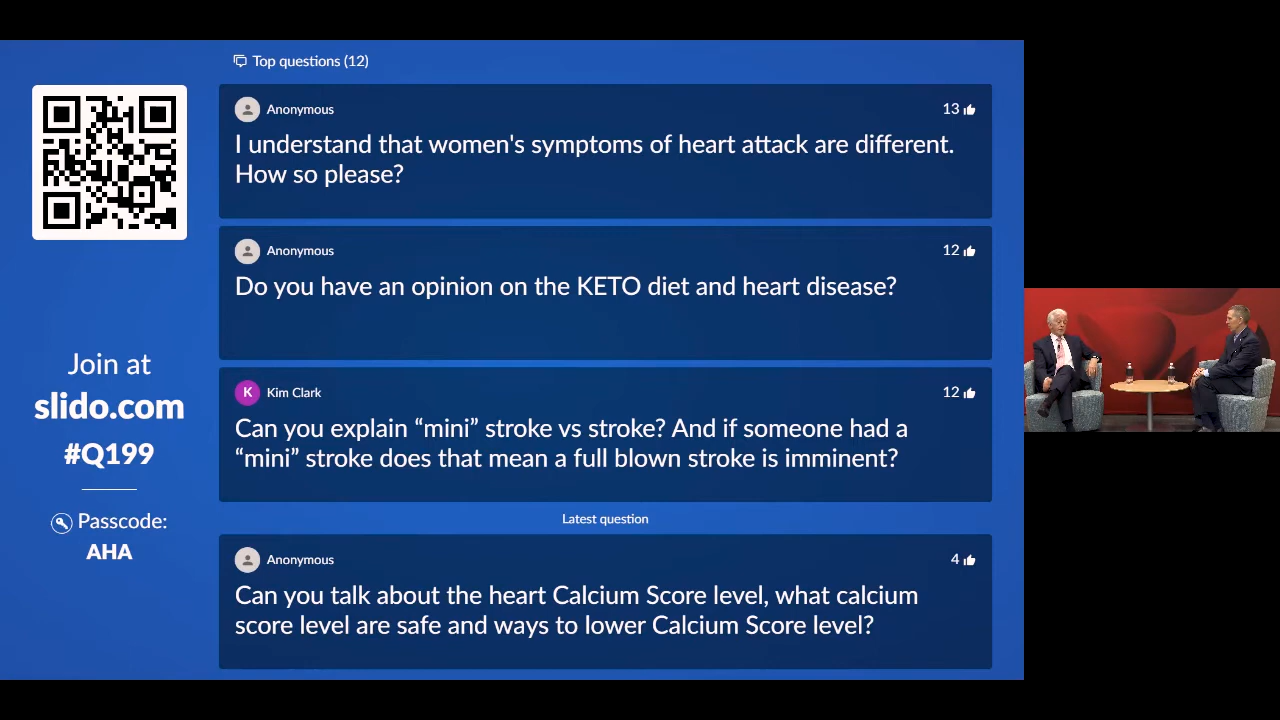 Top questions (12)
Anonymous
13
I understand that women's symptoms of heart attack are different.
How so please?
Anonymous
12
Do you have an opinion on the KETO diet and heart disease?
K
Kim Clark
12
Can you explain “mini” stroke vs stroke? And if someone had a
“mini” stroke does that mean a full blown stroke is imminent?
Latest question
Anonymous
4
Can you talk about the heart Calcium Score level, what calcium
score level are safe and ways to lower Calcium Score level?
Join at
slido.com
#Q199
Passcode:
AHA